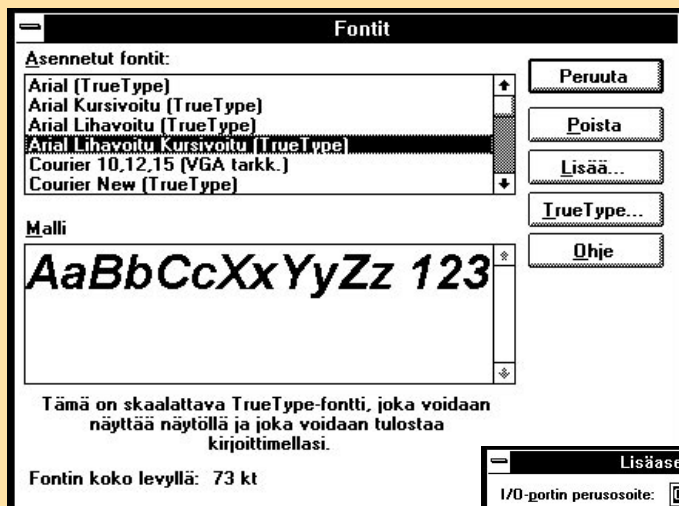 Fontit
Asennetut fontit:
Arial (TrueType)
Arial Kursivoitu (TrueType)
Arial Lihavoitu (TrueType)
Arial Lihavoitu Kursivoitu (TrueType)
Courier 10,12,15 (VGA tarkk.)
Courier New (TrueType)
Peruuta
Poista
Lisää...
TrueType...
Ohje
Malli
AaBbCcXxYyZz 123
Tämä on skaalattava TrueType-fontti, joka voidaan
näyttää näytöllä ja joka voidaan tulostaa
kirjoittimellasi.
Fontin koko levyllä: 73 kt
I/O-portin perusosoite: